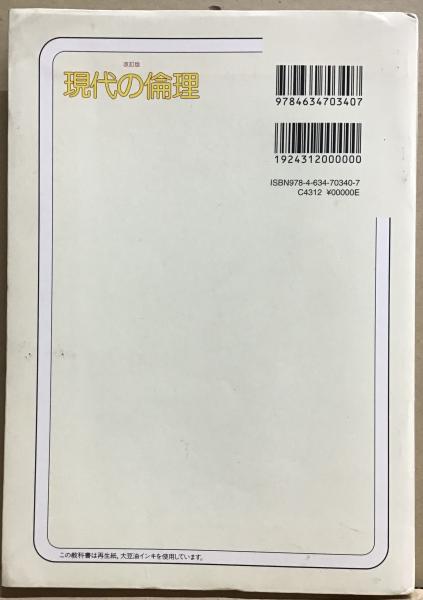 改訂版
現代の倫理
9784634703407
1924312000000
ISBN978-4-634-70340-7
C4312 ¥00000E
この教科書は再生紙，大豆油インキを使用しています。